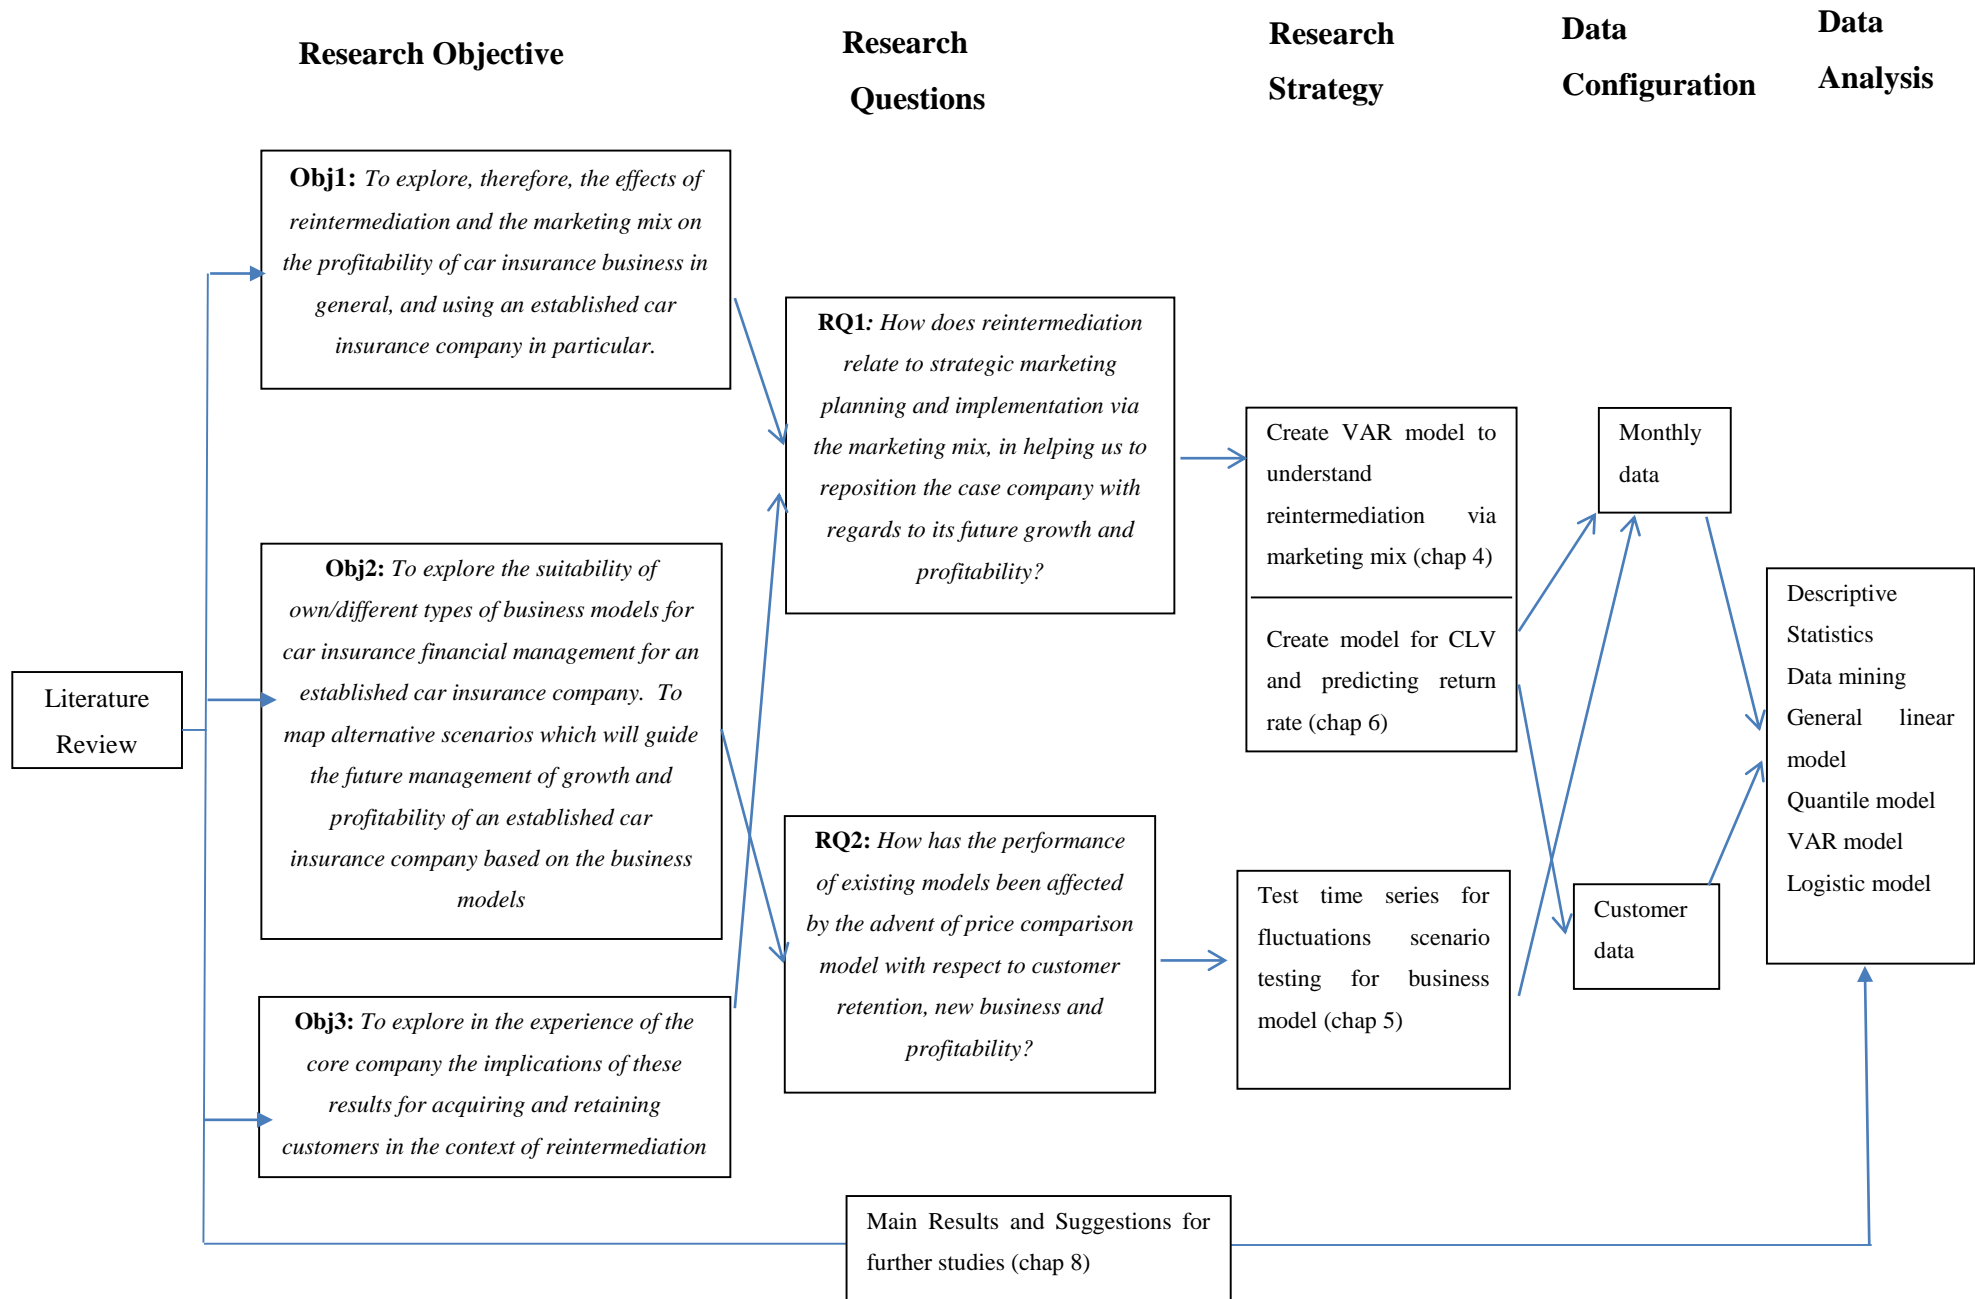 Research Objective
Research
Questions
Research
Strategy
Data
Configuration
Data
Analysis
Literature
Review
Obj1: To explore, therefore, the effects of
reintermediation and the marketing mix on
the profitability of car insurance business in
general, and using an established car
insurance company in particular.
Obj2: To explore the suitability of
own/different types of business models for
car insurance financial management for an
established car insurance company. To
map alternative scenarios which will guide
the future management of growth and
profitability of an established car
insurance company based on the business
models
Obj3: To explore in the experience of the
core company the implications of these
results for acquiring and retaining
customers in the context of reintermediation
RQ1: How does reintermediation
relate to strategic marketing
planning and implementation via
the marketing mix, in helping us to
reposition the case company with
regards to its future growth and
profitability?
RQ2: How has the performance
of existing models been affected
by the advent of price comparison
model with respect to customer
retention, new business and
profitability?
Create VAR model to
understand
reintermediation via
marketing mix (chap 4)
Create model for CLV
and predicting return
rate (chap 6)
Test time series for
fluctuations scenario
testing for business
model (chap 5)
Monthly
data
Customer
data
Descriptive
Statistics
Data mining
General linear
model
Quantile model
VAR model
Logistic model
Main Results and Suggestions for
further studies (chap 8)